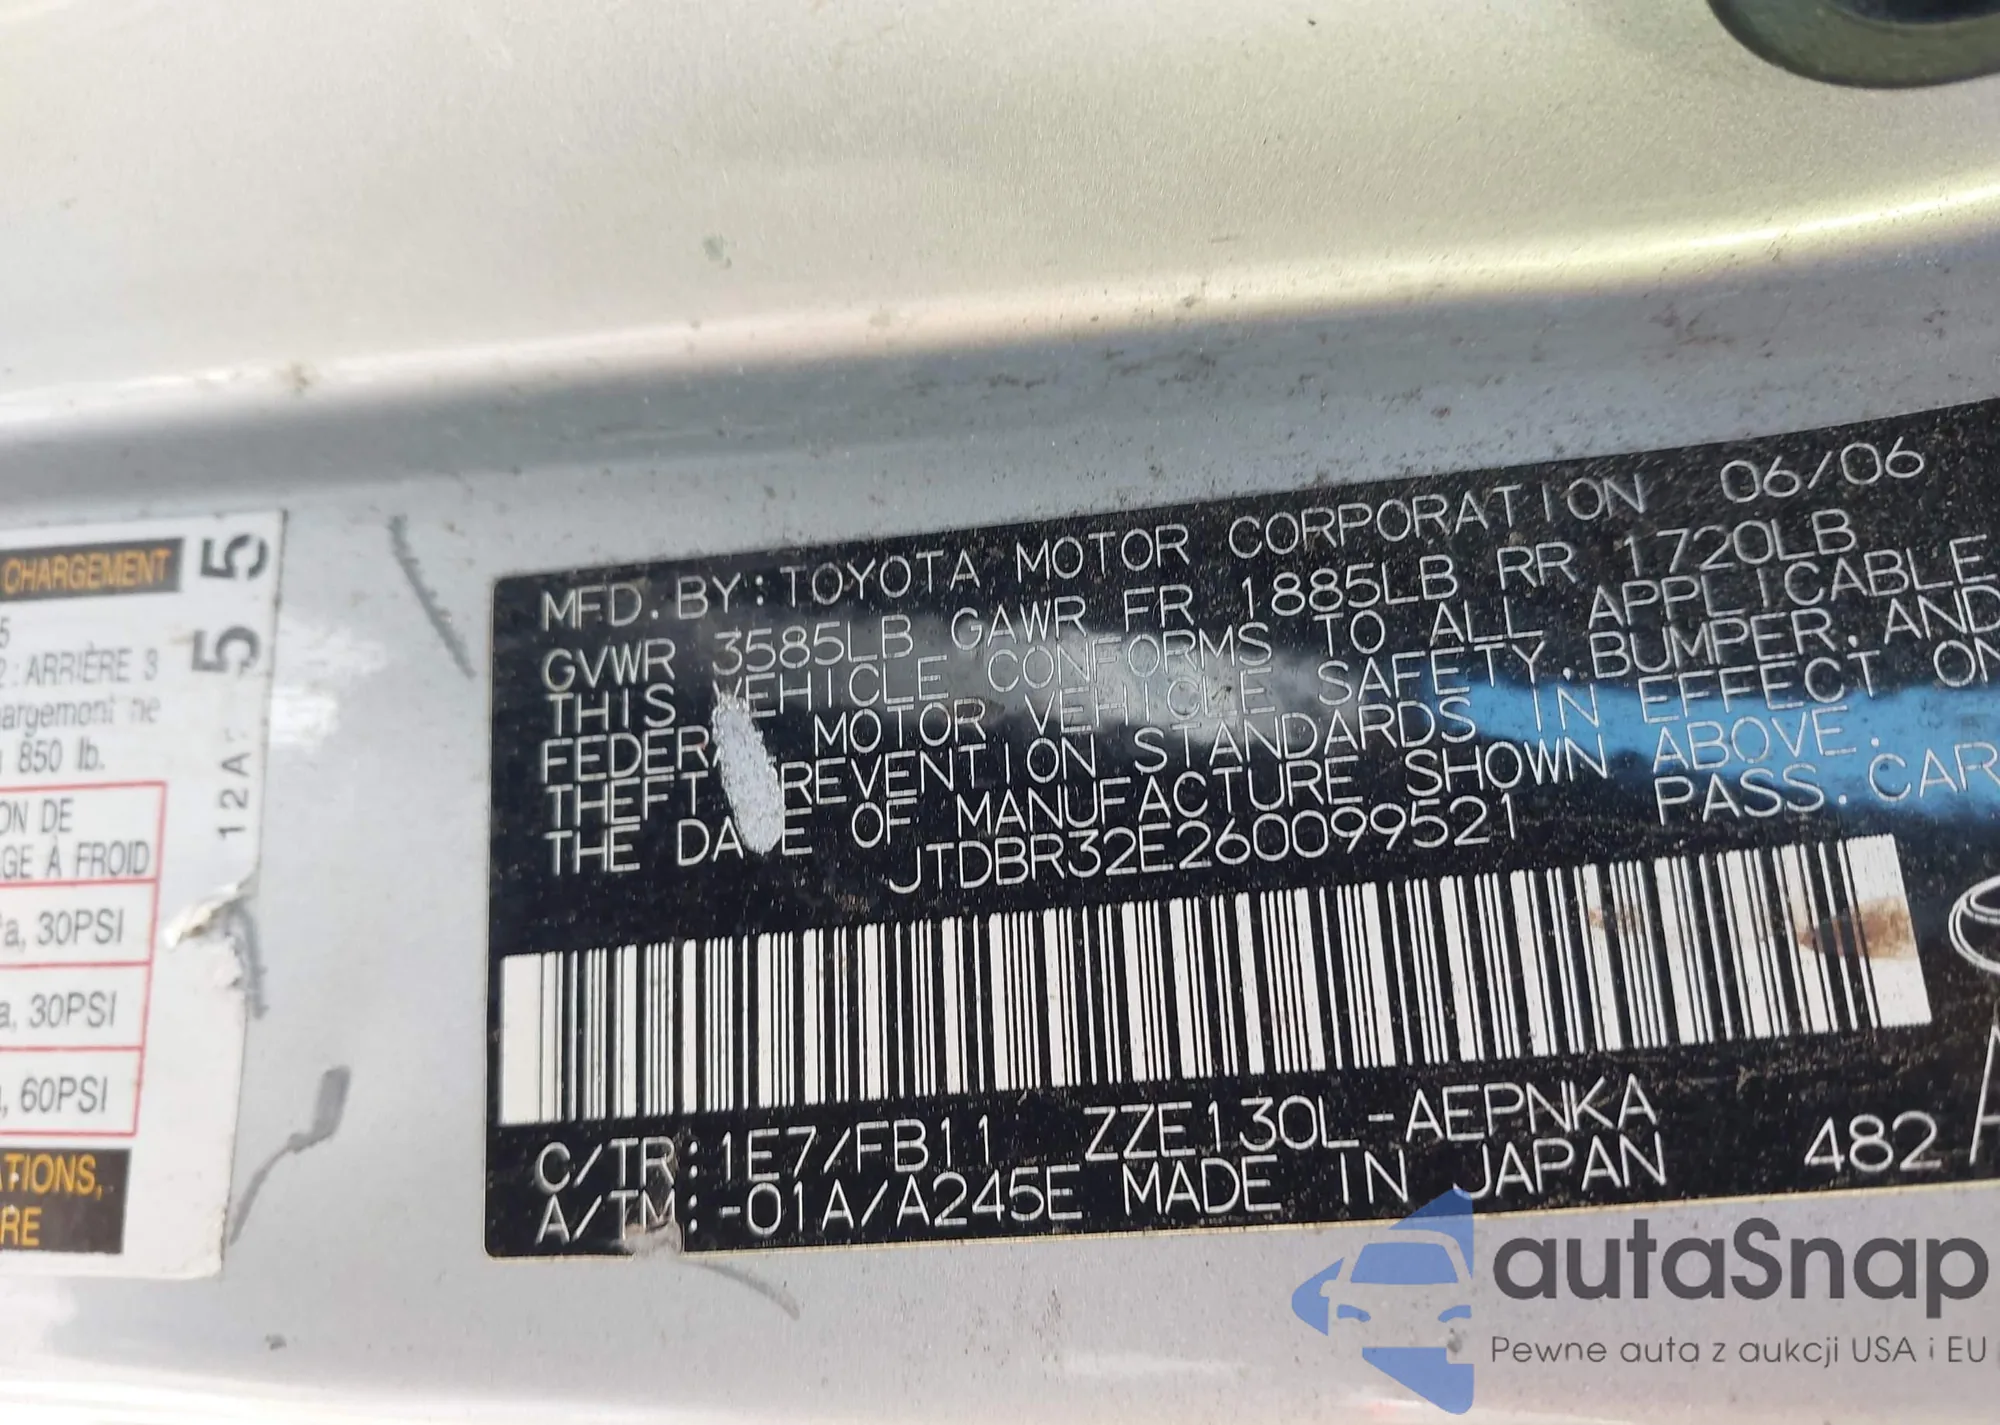 CHARGEMENT
5
5
5
2 : ARRIÈRE 3
chargemont ne
850 lb.
ON DE
GE À FROID
a, 30PSI
a, 30PSI
, 60PSI
ATIONS,
RE
12A
MFD. BY: TOYOTA MOTOR CORPORATION 06/06
GVWR 3585LB GAWR FR 1885LB RR 1720LB
THIS VEHICLE CONFORMS TO ALL APPLICABLE
FEDERA MOTOR VEHICLE SAFETY, BUMPER, AND
THEFT REVENTION STANDARDS IN EFFECT ON
THE DATE OF MANUFACTURE SHOWN ABOVE.
JTDBR32E260099521 PASS. CAR
C/TR: 1E7/FB11 ZZE130L-AEPNKA
A/TM: -01A/A245E MADE IN JAPAN 482
autaSnap
Pewne auta z aukcji USA i EU